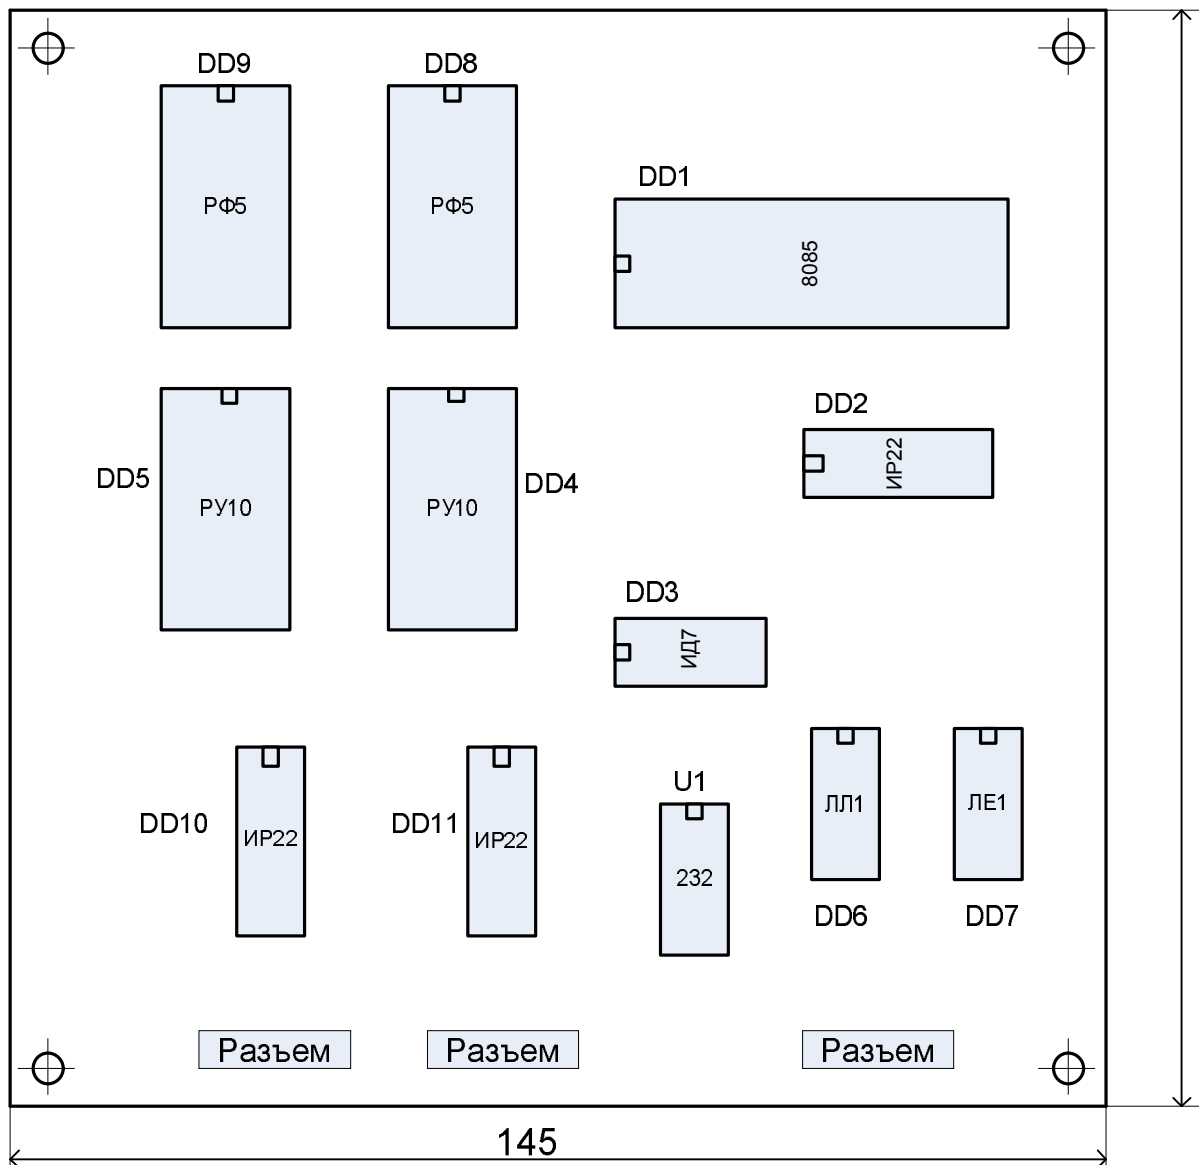 DD9
DD8
РФ5
РФ5
DD1
8085
DD2
ИР22
DD5
РУ10
РУ10
DD4
DD3
ИД7
DD10
ИР22
DD11
ИР22
U1
232
ЛЛ1
ЛЕ1
DD6
DD7
Разъем
Разъем
Разъем
145